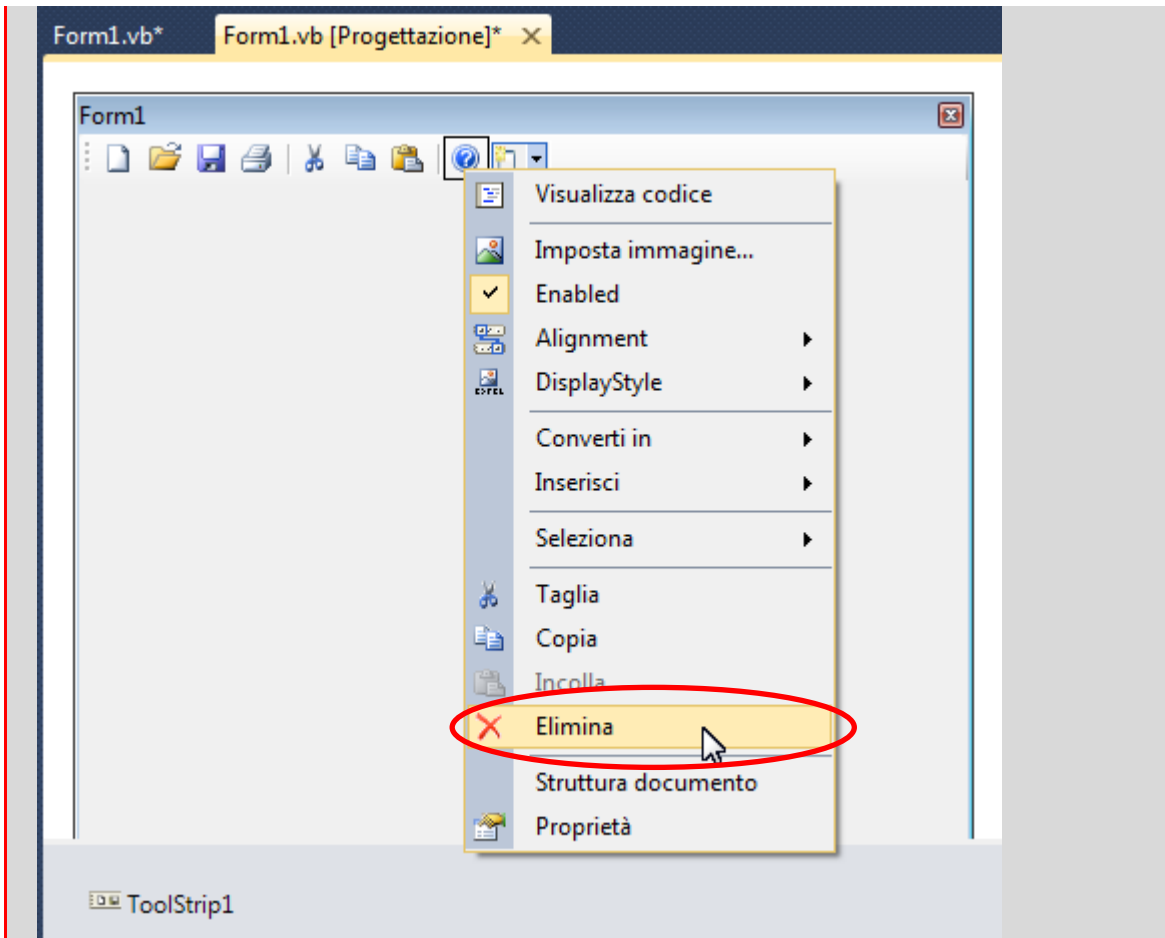 Form1.vb* Form1.vb [Progettazione]*
Form1
Visualizza codice
Imposta immagine...
Enabled
Alignment
DisplayStyle
Converti in
Inserisci
Seleziona
Taglia
Copia
Incolla
Elimina
Struttura documento
Proprietà
ToolStrip1